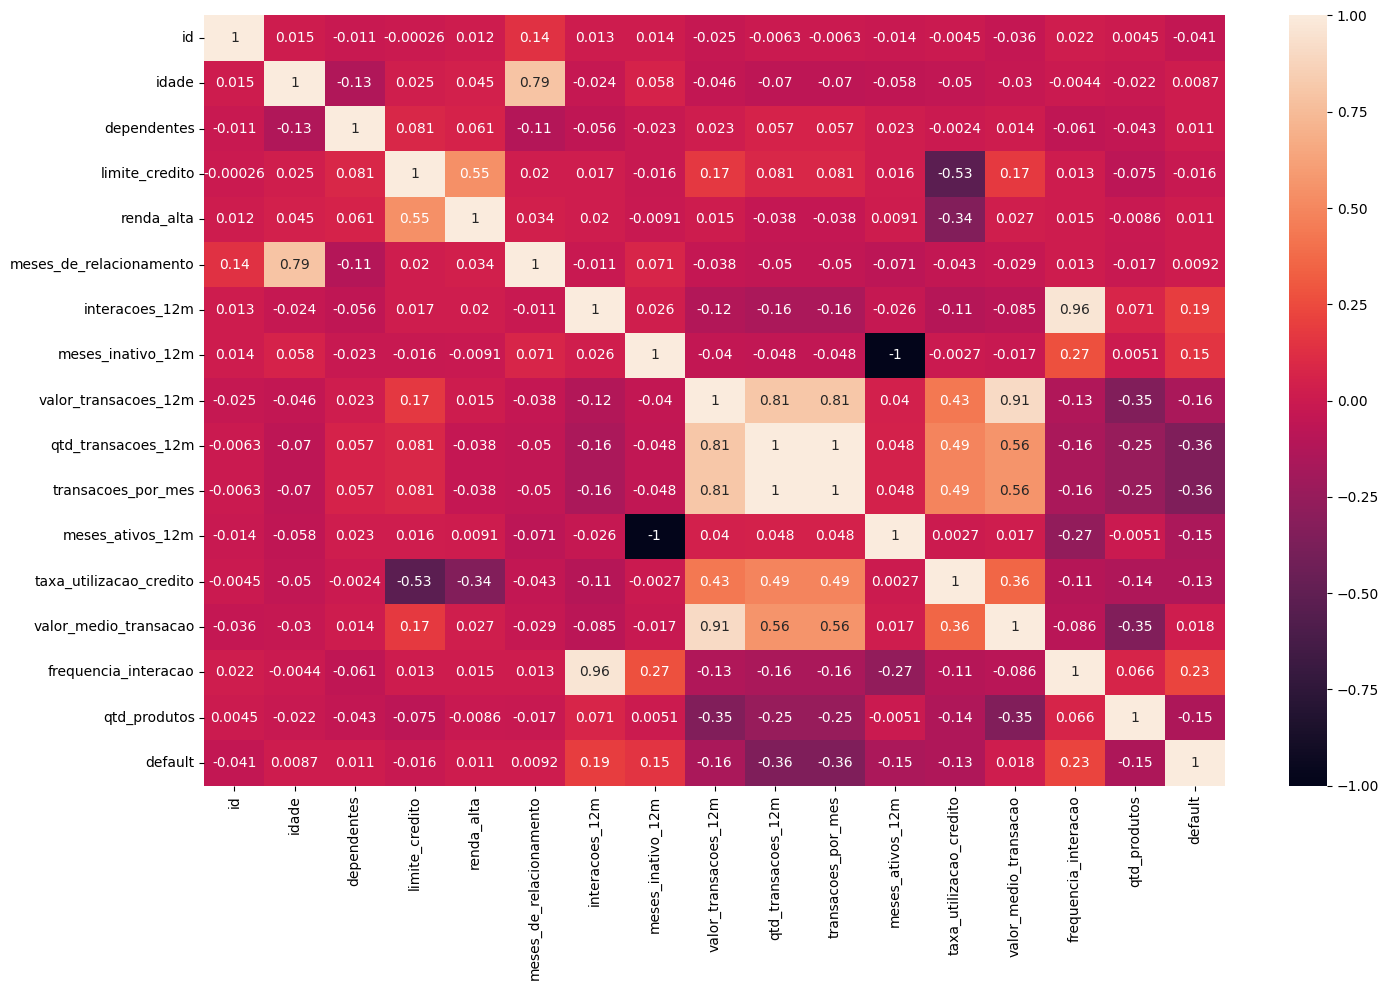 id 1 0.015 -0.011 -0.00026 0.012 0.14 0.013 0.014 -0.025 -0.0063 -0.0063 -0.014 -0.0045 -0.036 0.022 0.0045 -0.041
idade 0.015 1 -0.13 0.025 0.045 0.79 -0.024 0.058 -0.046 -0.07 -0.07 -0.058 -0.05 -0.03 -0.0044 -0.022 0.0087
dependentes -0.011 -0.13 1 0.081 0.061 -0.11 -0.056 -0.023 0.023 0.057 0.057 0.023 -0.0024 0.014 -0.061 -0.043 0.011
limite_credito -0.00026 0.025 0.081 1 0.55 0.02 0.017 -0.016 0.17 0.081 0.081 0.016 -0.53 0.17 0.013 -0.075 -0.016
renda_alta 0.012 0.045 0.061 0.55 1 0.034 0.02 -0.0091 0.015 -0.038 -0.038 0.0091 -0.34 0.027 0.015 -0.0086 0.011
meses_de_relacionamento 0.14 0.79 -0.11 0.02 0.034 1 -0.011 0.071 -0.038 -0.05 -0.05 -0.071 -0.043 -0.029 0.013 -0.017 0.0092
interacoes_12m 0.013 -0.024 -0.056 0.017 0.02 -0.011 1 0.026 -0.12 -0.16 -0.16 -0.026 -0.11 -0.085 0.96 0.071 0.19
meses_inativo_12m 0.014 0.058 -0.023 -0.016 -0.0091 0.071 0.026 1 -0.04 -0.048 -0.048 -1 -0.0027 -0.017 0.27 0.0051 0.15
valor_transacoes_12m -0.025 -0.046 0.023 0.17 0.015 -0.038 -0.12 -0.04 1 0.81 0.81 0.04 0.43 0.91 -0.13 -0.35 -0.16
qtd_transacoes_12m -0.0063 -0.07 0.057 0.081 -0.038 -0.05 -0.16 -0.048 0.81 1 1 0.048 0.49 0.56 -0.16 -0.25 -0.36
transacoes_por_mes -0.0063 -0.07 0.057 0.081 -0.038 -0.05 -0.16 -0.048 0.81 1 1 0.048 0.49 0.56 -0.16 -0.25 -0.36
meses_ativos_12m -0.014 -0.058 0.023 0.016 0.0091 -0.071 -0.026 -1 0.04 0.048 0.048 1 0.0027 0.017 -0.27 -0.0051 -0.15
taxa_utilizacao_credito -0.0045 -0.05 -0.0024 -0.53 -0.34 -0.043 -0.11 -0.0027 0.43 0.49 0.49 0.0027 1 0.36 -0.11 -0.14 -0.13
valor_medio_transacao -0.036 -0.03 0.014 0.17 0.027 -0.029 -0.085 -0.017 0.91 0.56 0.56 0.017 0.36 1 -0.086 -0.35 0.018
frequencia_interacao 0.022 -0.0044 -0.061 0.013 0.015 0.013 0.96 0.27 -0.13 -0.16 -0.16 -0.27 -0.11 -0.086 1 0.066 0.23
qtd_produtos 0.0045 -0.022 -0.043 -0.075 -0.0086 -0.017 0.071 0.0051 -0.35 -0.25 -0.25 -0.0051 -0.14 -0.35 0.066 1 -0.15
default -0.041 0.0087 0.011 -0.016 0.011 0.0092 0.19 0.15 -0.16 -0.36 -0.36 -0.15 -0.13 0.018 0.23 -0.15 1
id
idade
dependentes
limite_credito
renda_alta
meses_de_relacionamento
interacoes_12m
meses_inativo_12m
valor_transacoes_12m
qtd_transacoes_12m
transacoes_por_mes
meses_ativos_12m
taxa_utilizacao_credito
valor_medio_transacao
frequencia_interacao
qtd_produtos
default
1.00
0.75
0.50
0.25
0.00
−0.25
−0.50
−0.75
−1.00